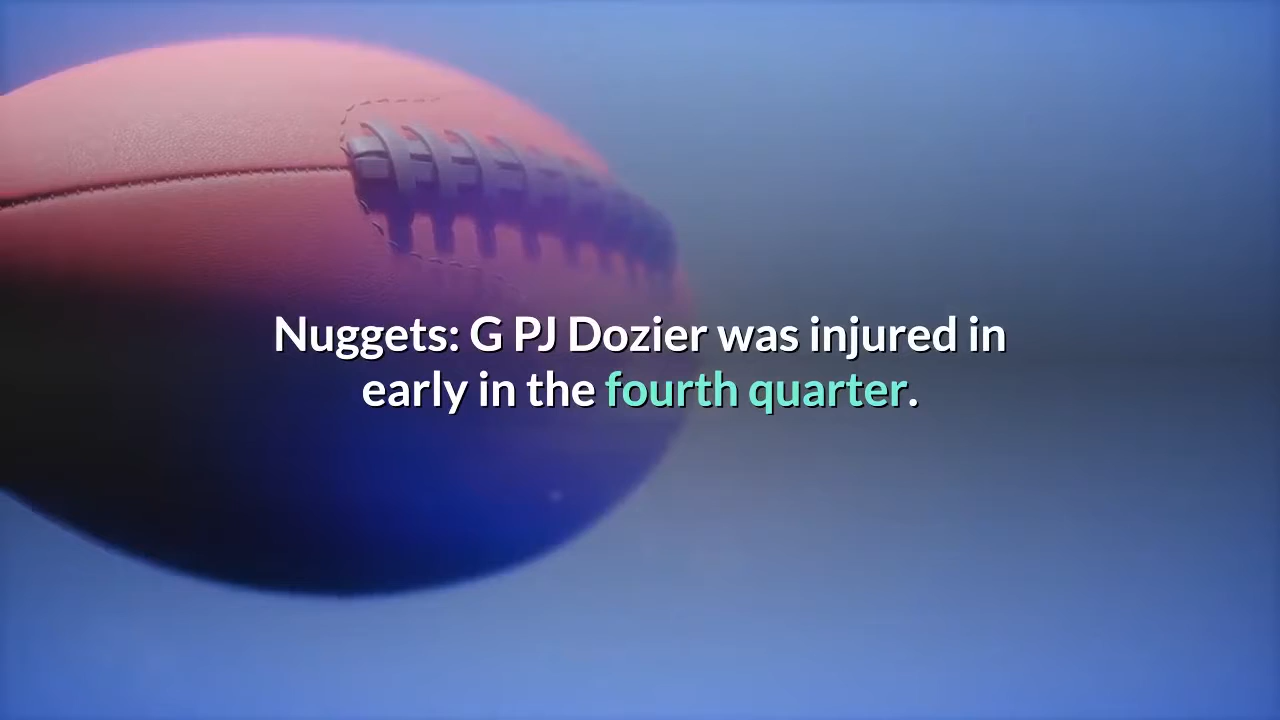 Nuggets: G PJ Dozier was injured in
early in the fourth quarter.